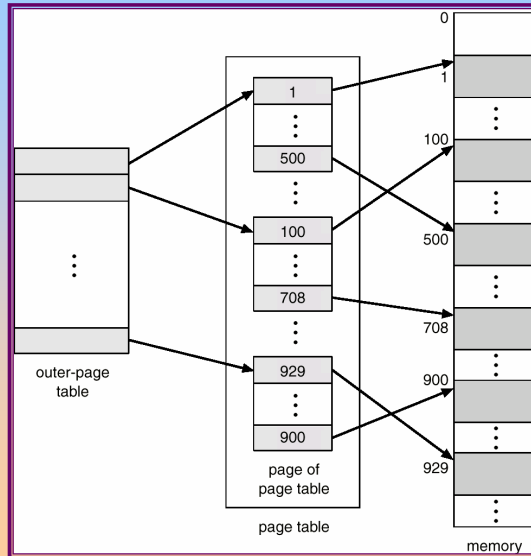 outer-page
table
1
500
100
708
929
900
page of
page table
page table
0
1
100
500
708
900
929
memory